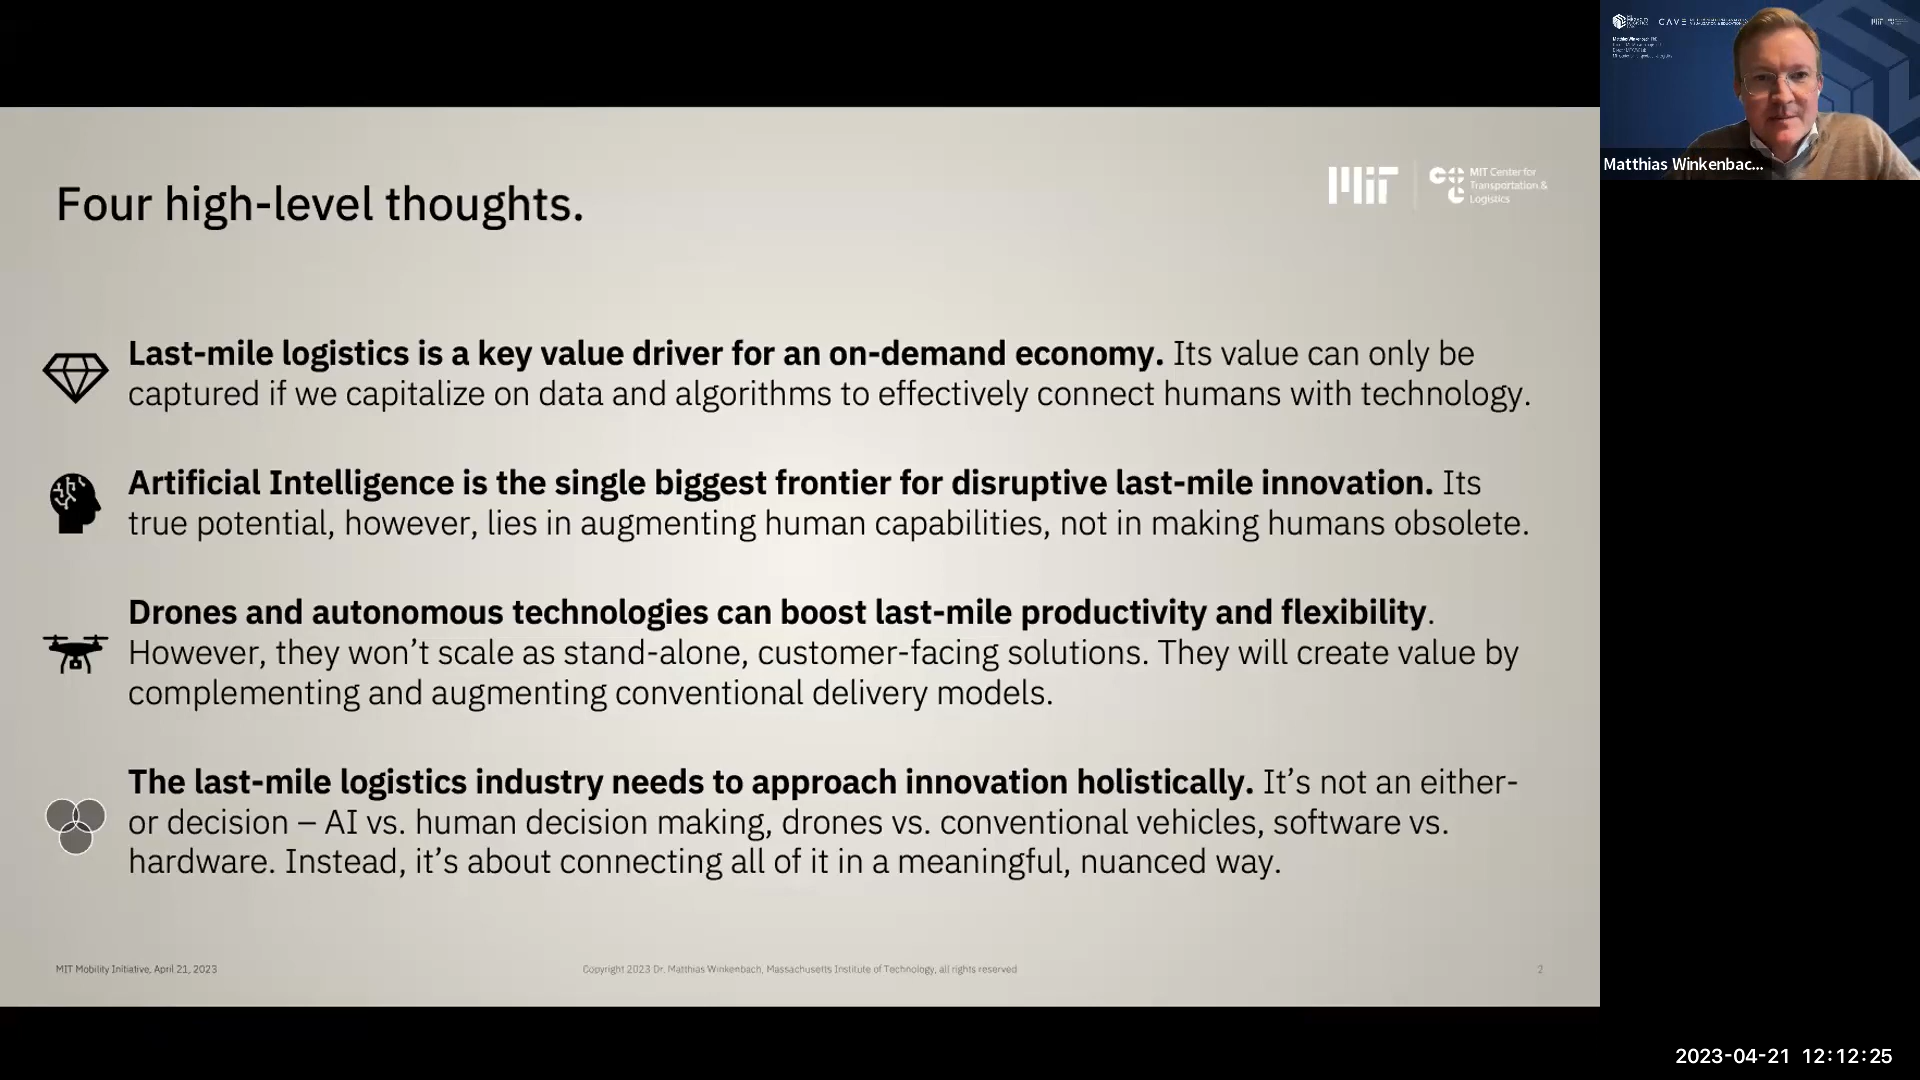 Four high-level thoughts.
MIT
MIT Center for
Transportation &
Logistics
Last-mile logistics is a key value driver for an on-demand economy. Its value can only be
captured if we capitalize on data and algorithms to effectively connect humans with technology.
Artificial Intelligence is the single biggest frontier for disruptive last-mile innovation. Its
true potential, however, lies in augmenting human capabilities, not in making humans obsolete.
Drones and autonomous technologies can boost last-mile productivity and flexibility.
However, they won’t scale as stand-alone, customer-facing solutions. They will create value by
complementing and augmenting conventional delivery models.
The last-mile logistics industry needs to approach innovation holistically. It’s not an either-
or decision – AI vs. human decision making, drones vs. conventional vehicles, software vs.
hardware. Instead, it’s about connecting all of it in a meaningful, nuanced way.
MIT Mobility Initiative, April 21, 2023
Copyright 2023 Dr. Matthias Winkenbach, Massachusetts Institute of Technology, all rights reserved
2
CAVE
Matthias Winkenbac...
2023-04-21 12:12:25